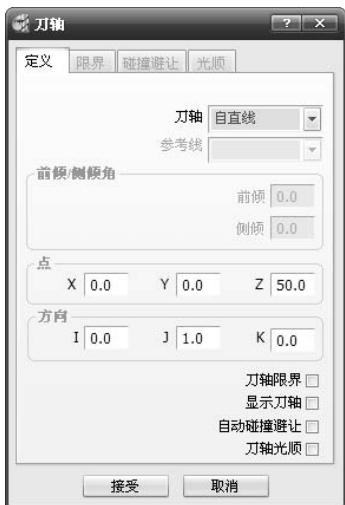 刀轴
定义 限界 碰撞避让 光顺
刀轴 自直线
参考线
前倾/侧倾角
前倾 0.0
侧倾 0.0
点
X 0.0 Y 0.0 Z 50.0
方向
I 0.0 J 1.0 K 0.0
刀轴限界
显示刀轴
自动碰撞避让
刀轴光顺
接受 取消